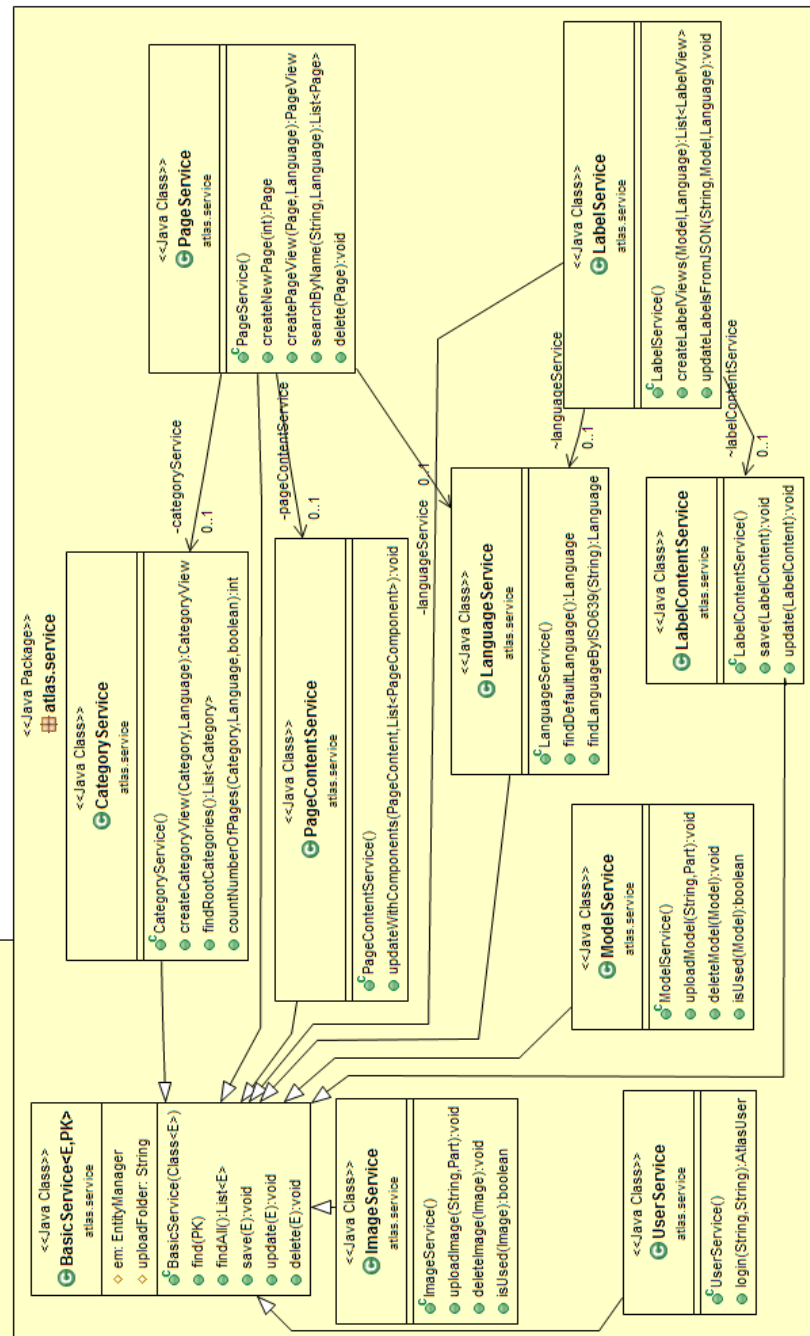 <<Java Package>>
atlas.service
<<Java Class>>
BasicService<E,PK>
atlas.service
em: EntityManager
uploadFolder: String
BasicService(Class<E>)
find(PK)
findAll():List<E>
save(E):void
update(E):void
delete(E):void
<<Java Class>>
CategoryService
atlas.service
CategoryService()
createCategoryView(Category,Language):CategoryView
findRootCategories():List<Category>
countNumberOfPages(Category,Language,boolean):int
<<Java Class>>
PageService
atlas.service
PageService()
createNewPage(int):Page
createPageView(Page,Language):PageView
searchByName(String,Language):List<Page>
delete(Page):void
-categoryService
0..1
-pageContentService
0..1
-languageService
0..1
<<Java Class>>
PageContentService
atlas.service
PageContentService()
updateWithComponents(PageContent,List<PageComponent>):void
<<Java Class>>
ImageService
atlas.service
ImageService()
uploadImage(String,Part):void
deleteImage(Image):void
isUsed(Image):boolean
<<Java Class>>
LanguageService
atlas.service
LanguageService()
findDefaultLanguage():Language
findLanguageByISO639(String):Language
<<Java Class>>
LabelService
atlas.service
LabelService()
createLabelViews(Model,Language):List<LabelView>
updateLabelsFromJSON(String,Model,Language):void
~languageService
0..1
~labelContentService
0..1
<<Java Class>>
ModelService
atlas.service
ModelService()
uploadModel(String,Part):void
deleteModel(Model):void
isUsed(Model):boolean
<<Java Class>>
UserService
atlas.service
UserService()
login(String,String):AtlasUser
<<Java Class>>
LabelContentService
atlas.service
LabelContentService()
save(LabelContent):void
update(LabelContent):void